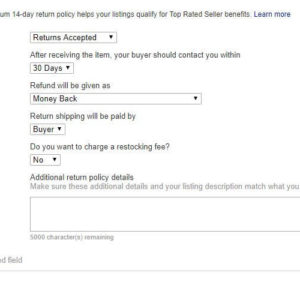 um 14-day return policy helps your listings qualify for Top Rated Seller benefits. Learn more
Returns Accepted
After receiving the item, your buyer should contact you within
30 Days
Refund will be given as
Money Back
Return shipping will be paid by
Buyer
Do you want to charge a restocking fee?
No
Additional return policy details
Make sure these additional details and your listing description match what you
5000 character(s) remaining
d field